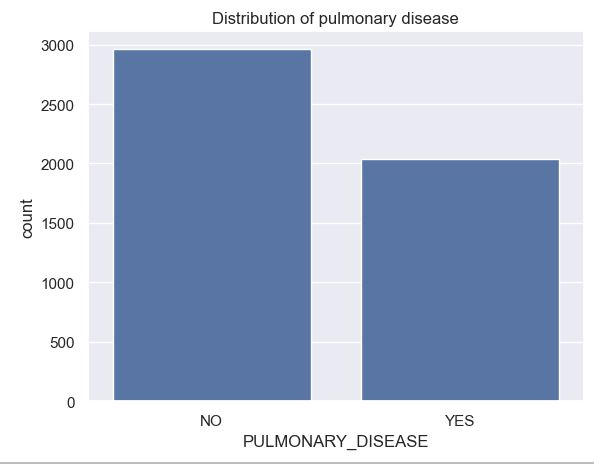 Distribution of pulmonary disease
3000
2500
2000
1500
1000
500
0
count
NO
YES
PULMONARY_DISEASE